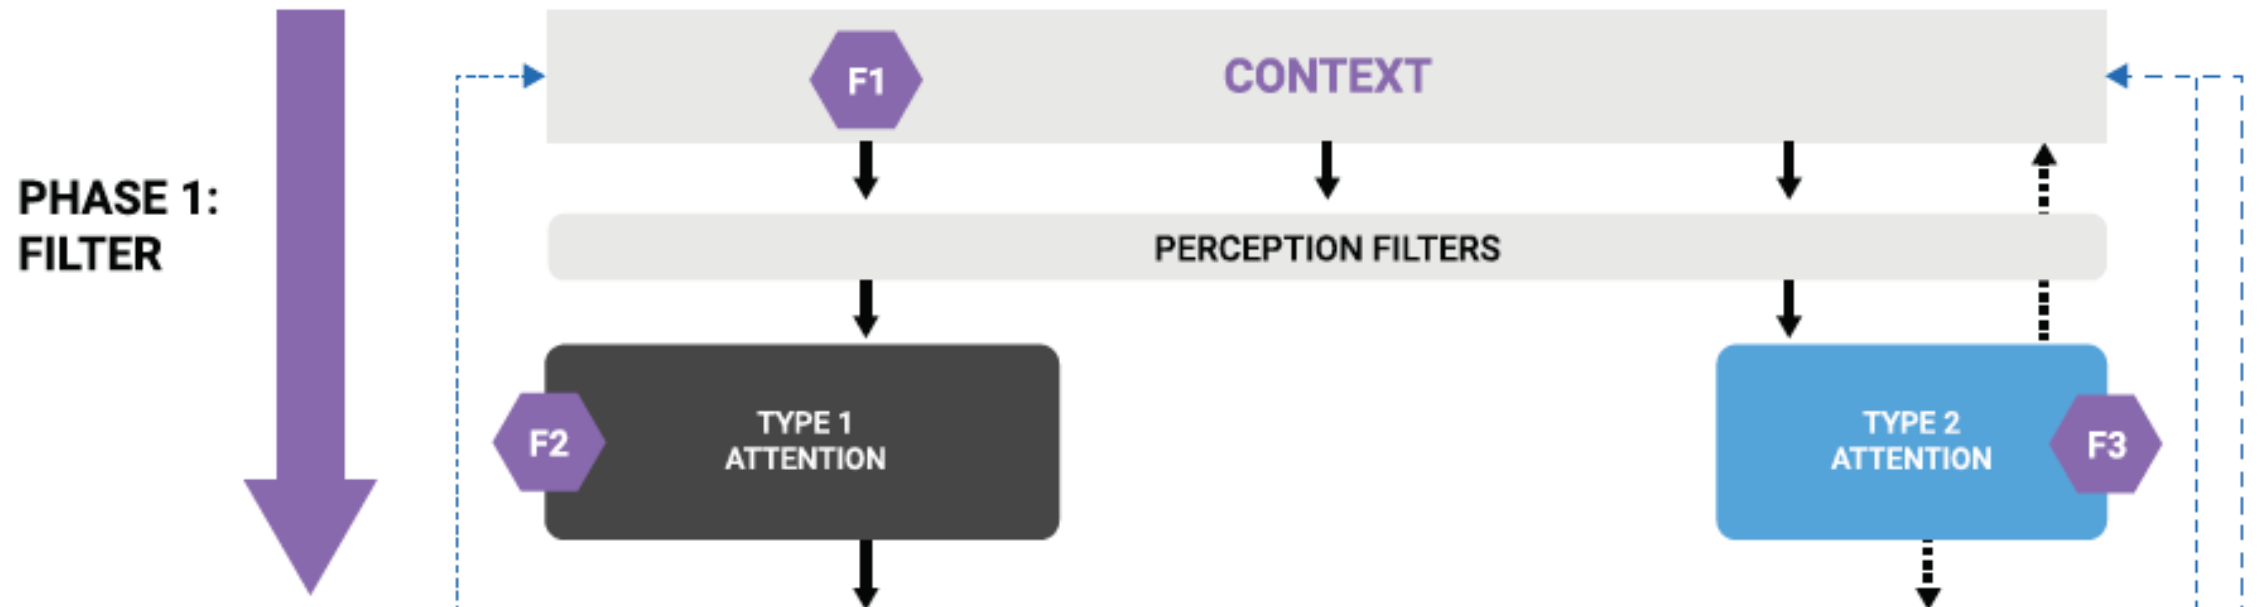 F1
CONTEXT
PHASE 1:
FILTER
PERCEPTION FILTERS
F2
TYPE 1
ATTENTION
TYPE 2
ATTENTION
F3